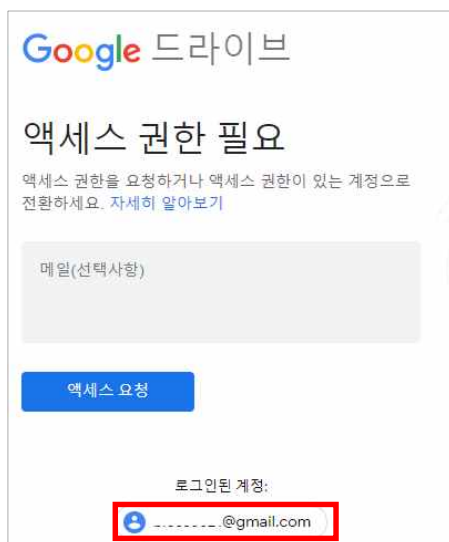 Google 드라이브
액세스 권한 필요
액세스 권한을 요청하거나 액세스 권한이 있는 계정으로
전환하세요. 자세히 알아보기
메일(선택사항)
액세스 요청
로그인된 계정:
@gmail.com